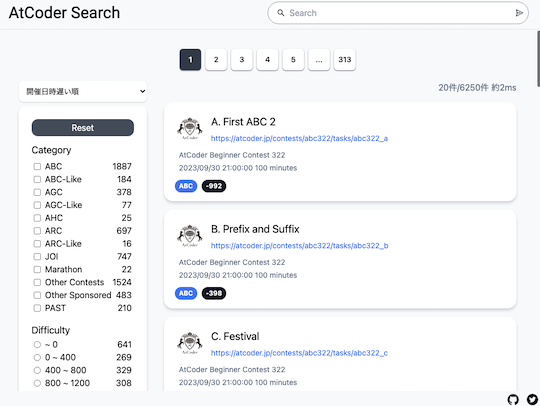 AtCoder Search
Search
1 2 3 4 5 ... 313
開催日時遅い順
20件/6250件 約2ms
Reset
Category
ABC 1887
ABC-Like 184
AGC 378
AGC-Like 77
AHC 25
ARC 697
ARC-Like 16
JOI 747
Marathon 22
Other Contests 1524
Other Sponsored 483
PAST 210
Difficulty
~ 0 641
0 ~ 400 269
400 ~ 800 329
800 ~ 1200 308
A. First ABC 2
https://atcoder.jp/contests/abc322/tasks/abc322_a
AtCoder Beginner Contest 322
2023/09/30 21:00:00 100 minutes
ABC -992
B. Prefix and Suffix
https://atcoder.jp/contests/abc322/tasks/abc322_b
AtCoder Beginner Contest 322
2023/09/30 21:00:00 100 minutes
ABC -398
C. Festival
https://atcoder.jp/contests/abc322/tasks/abc322_c
AtCoder Beginner Contest 322
2023/09/30 21:00:00 100 minutes